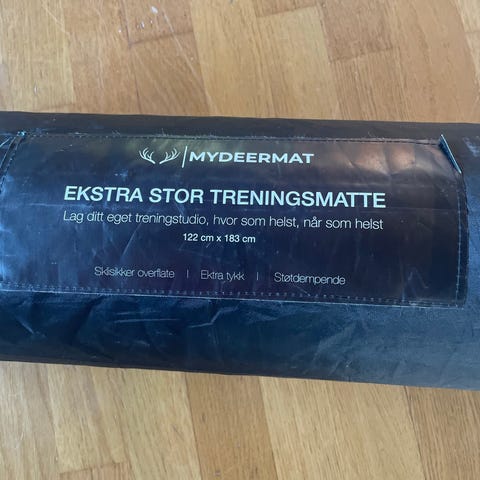 MYDEERMAT
EKSTRA STOR TRENINGSMATTE
Lag ditt eget treningstudio, hvor som helst, når som helst
122 cm x 183 cm
Sklisikker overflate | Ektra tykk | Støtdempende